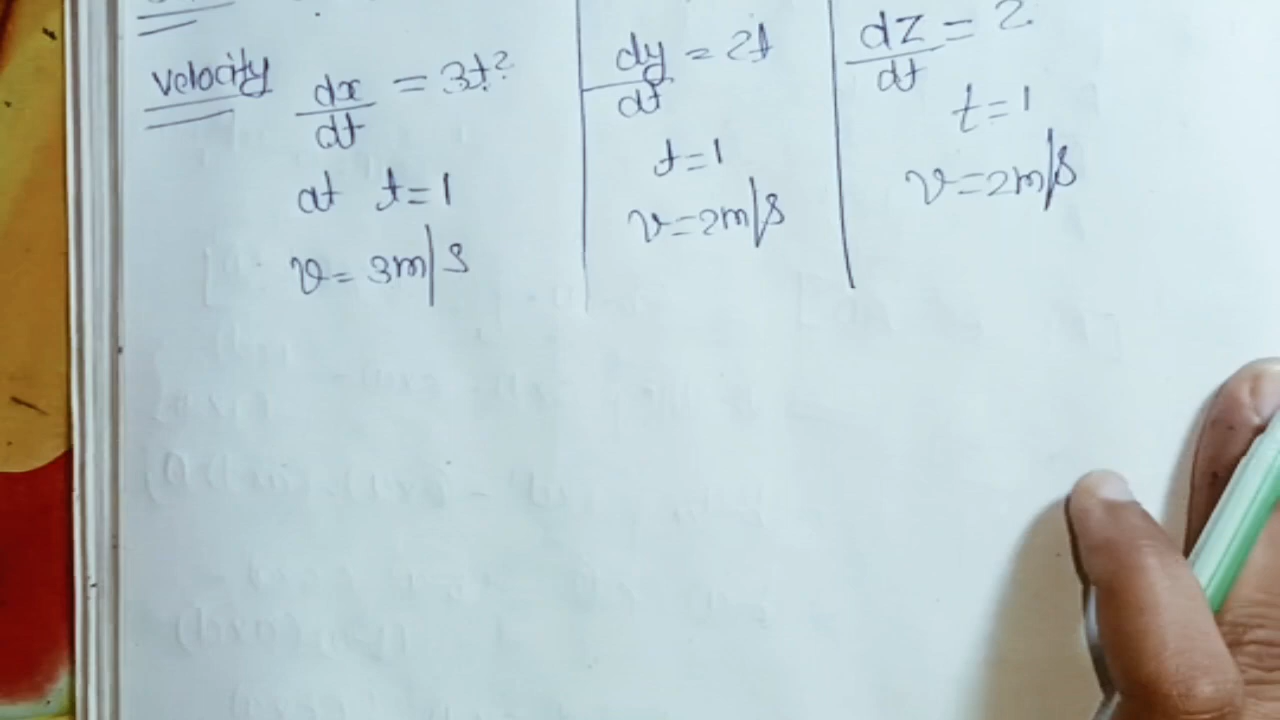 velocity dx/dt = 3t²
at t=1
v= 3m/s
dy/dt = 2t
t=1
v=2m/s
dz/dt = 2
t=1
v=2m/s